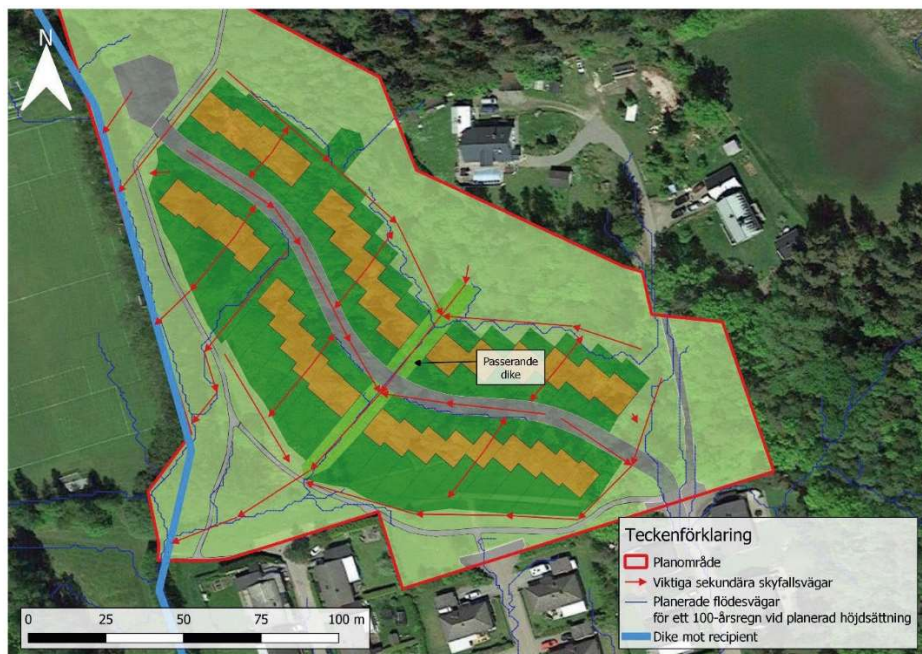 N
Passerande
dike
Teckenförklaring
Planområde
Viktiga sekundära skyfallsvägar
Planerade flödesvägar
för ett 100-årsregn vid planerad höjdsättning
Dike mot recipient
0 25 50 75 100 m